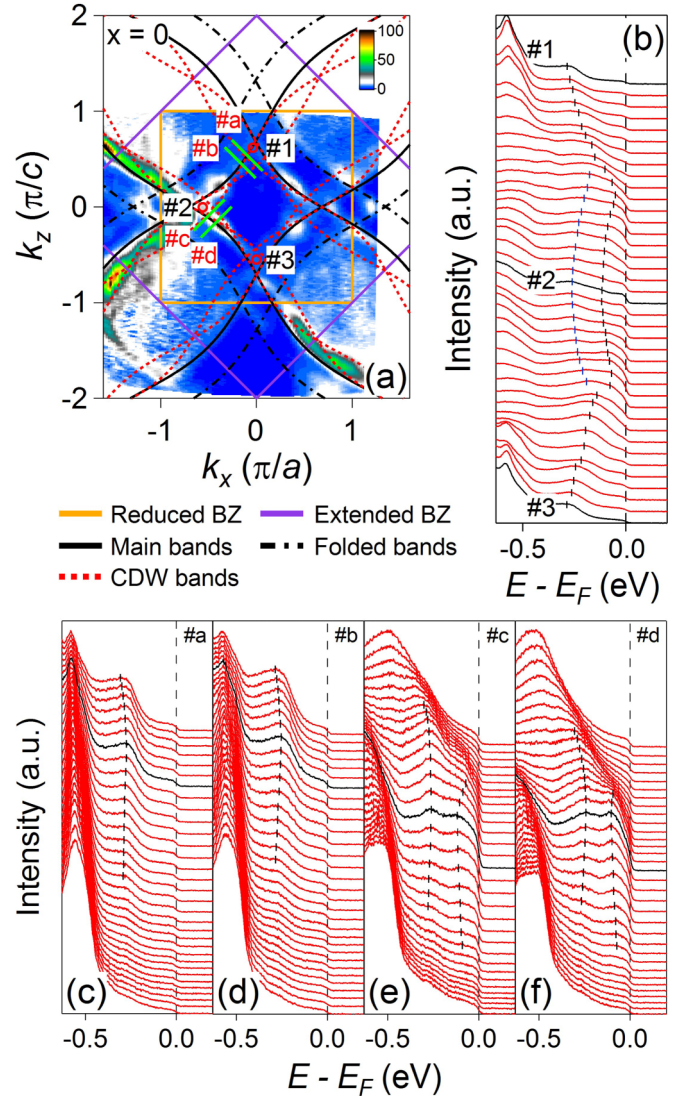 2
x = 0
100
50
0
#a
#b
#1
1
0
#2
#c
#d
#3
-1
-2
(a)
-1
0
1
k_z (π/c)
k_x (π/a)
(b)
#1
#2
#3
Intensity (a.u.)
-0.5
0.0
E - E_F (eV)
Reduced BZ
Extended BZ
Main bands
Folded bands
CDW bands
#a
#b
#c
#d
Intensity (a.u.)
(c)
(d)
(e)
(f)
-0.5
0.0
-0.5
0.0
-0.5
0.0
-0.5
0.0
E - E_F (eV)